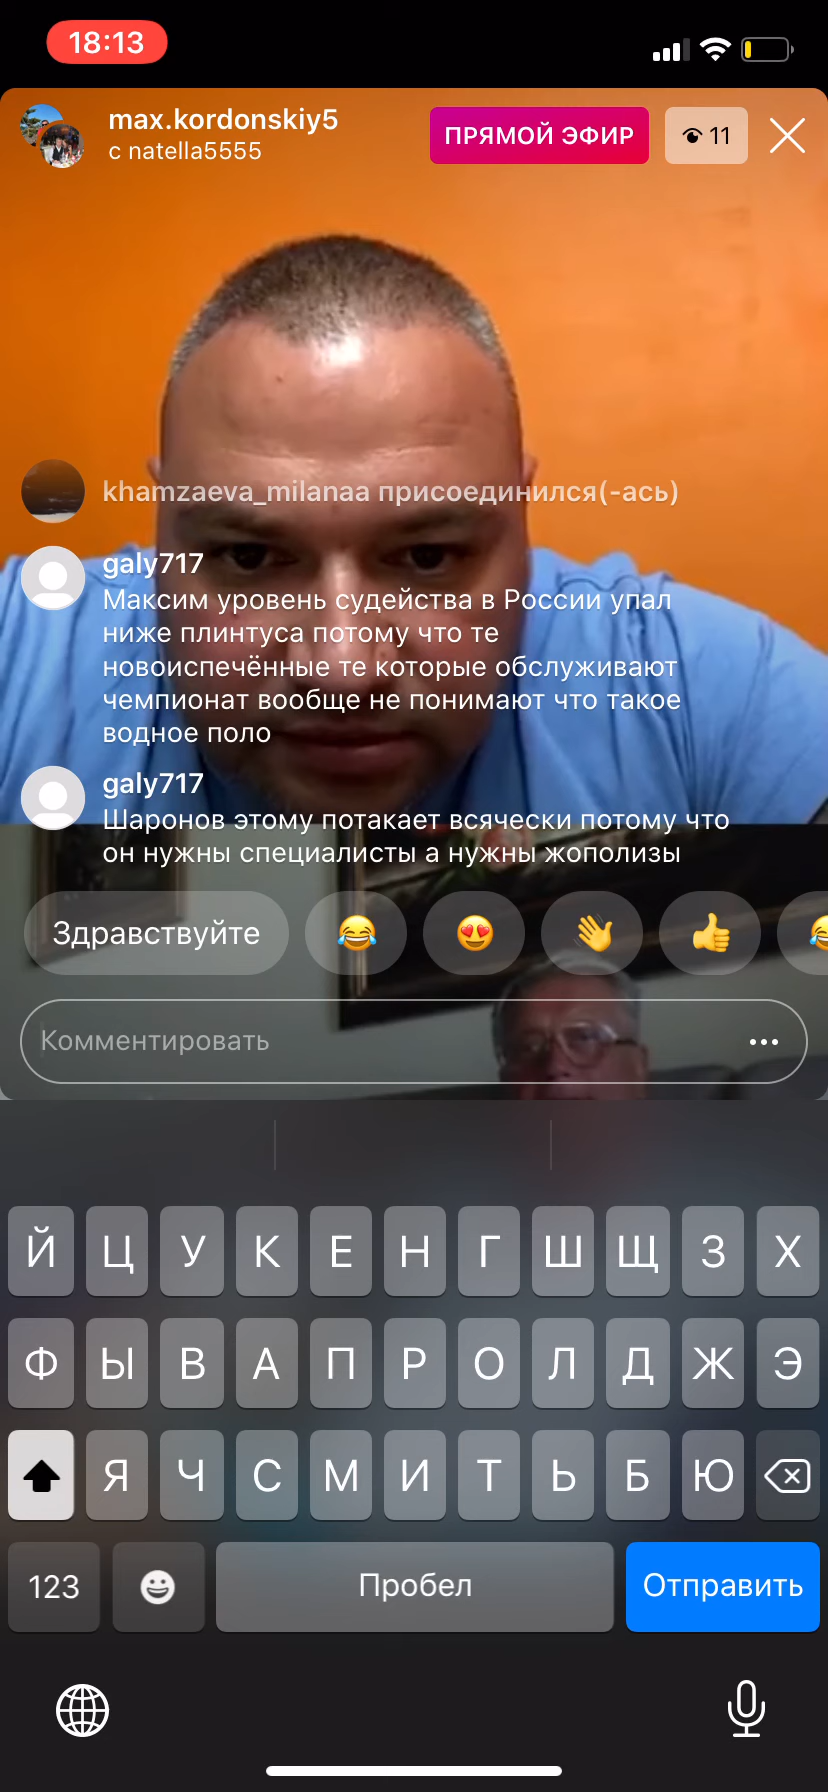 18:13
max.kordonskiy5
с natella5555
ПРЯМОЙ ЭФИР
11
khamzaeva_milanaa присоединился(-ась)
galy717
Максим уровень судейства в России упал
ниже плинтуса потому что те
новоиспечённые те которые обслуживают
чемпионат вообще не понимают что такое
водное поло
galy717
Шаронов этому потакает всячески потому что
он нужны специалисты а нужны жополизы
Здравствуйте
Комментировать
Й Ц У К Е Н Г Ш Щ З Х
Ф Ы В А П Р О Л Д Ж Э
Я Ч С М И Т Ь Б Ю
123
Пробел
Отправить